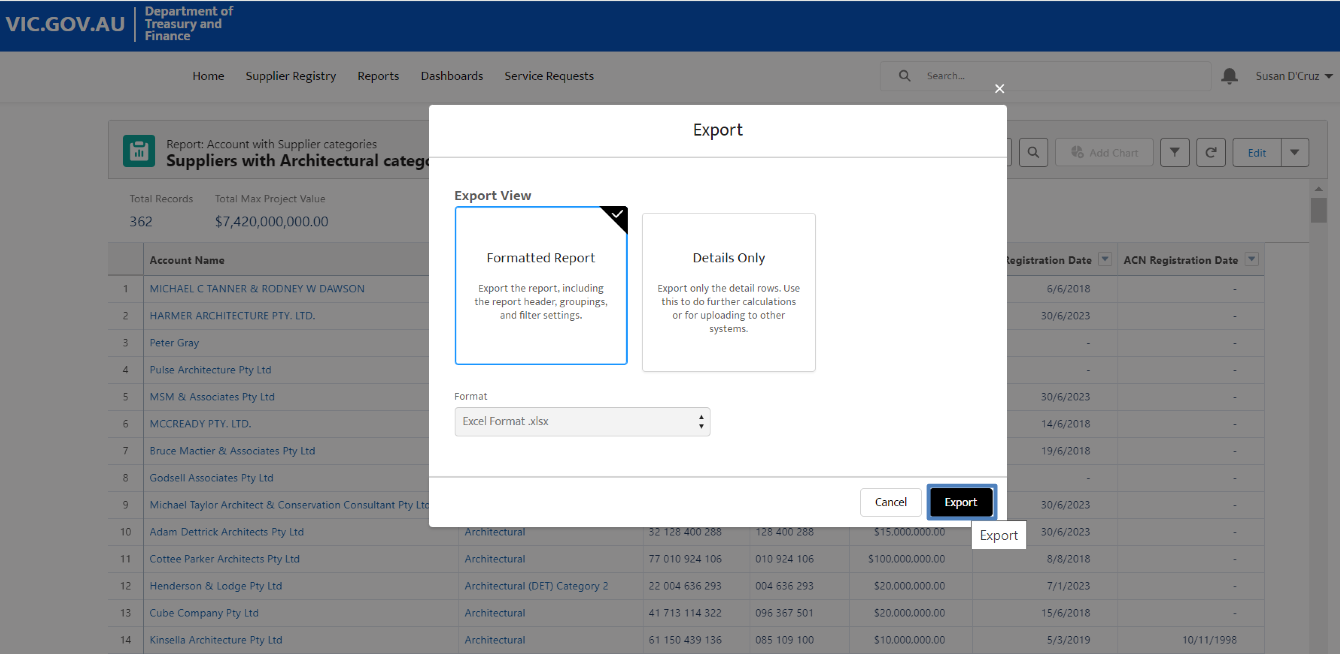 VIC.GOV.AU
Department of
Treasury and
Finance
Home Supplier Registry Reports Dashboards Service Requests
Search...
Susan D'Cruz
Report: Account with Supplier categories
Suppliers with Architectural categ
Add Chart
Edit
Total Records Total Max Project Value
362 $7,420,000,000.00
Export
Export View
Formatted Report
Export the report, including
the report header, groupings,
and filter settings.
Details Only
Export only the detail rows. Use
this to do further calculations
or for uploading to other
systems.
Format
Excel Format .xlsx
Cancel Export
Export
Account Name Registration Date ACN Registration Date
1 MICHAEL C TANNER & RODNEY W DAWSON 6/6/2018 -
2 HARMER ARCHITECTURE PTY. LTD. 30/6/2023 -
3 Peter Gray - -
4 Pulse Architecture Pty Ltd - -
5 MSM & Associates Pty Ltd 30/6/2023 -
6 MCCREADY PTY. LTD. 14/6/2018 -
7 Bruce Mactier & Associates Pty Ltd 19/6/2018 -
8 Godsell Associates Pty Ltd - -
9 Michael Taylor Architect & Conservation Consultant Pty Ltd 30/6/2023 -
10 Adam Dettrick Architects Pty Ltd Architectural 32 128 400 288 128 400 288 $15,000,000.00 30/6/2023 -
11 Cottee Parker Architects Pty Ltd Architectural 77 010 924 106 010 924 106 $100,000,000.00 8/8/2018 -
12 Henderson & Lodge Pty Ltd Architectural (DET) Category 2 22 004 636 293 004 636 293 $20,000,000.00 7/1/2023 -
13 Cube Company Pty Ltd Architectural 41 713 114 322 096 367 501 $20,000,000.00 15/6/2018 -
14 Kinsella Architecture Pty Ltd Architectural 61 150 439 136 085 109 100 $10,000,000.00 5/3/2019 10/11/1998